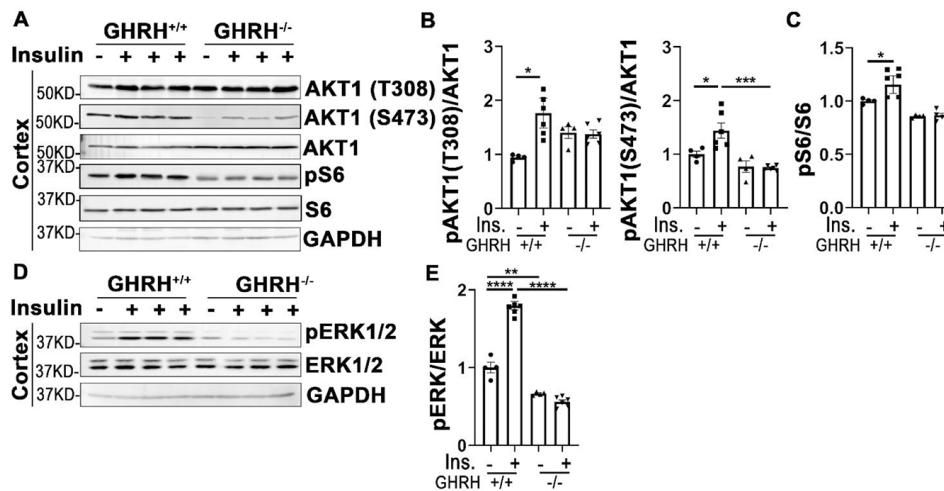 A
GHRH+/+ GHRH-/-
Insulin - + + + - + + +
Cortex
50KD- AKT1 (T308)
50KD- AKT1 (S473)
50KD- AKT1
37KD- pS6
37KD- S6
37KD- GAPDH
B
pAKT1(T308)/AKT1
3
2
1
0
*
Ins. - + - +
GHRH +/+ -/-
pAKT1(S473)/AKT
3
2
1
0
* ***
Ins. - + - +
GHRH +/+ -/-
C
pS6/S6
1.5
1.0
0.5
0.0
*
Ins. - + - +
GHRH +/+ -/-
D
GHRH+/+ GHRH-/-
Insulin - + + + - + + +
Cortex
37KD- pERK1/2
37KD- ERK1/2
37KD- GAPDH
E
pERK/ERK
2
1
0
**
**** ****
Ins. - + - +
GHRH +/+ -/-